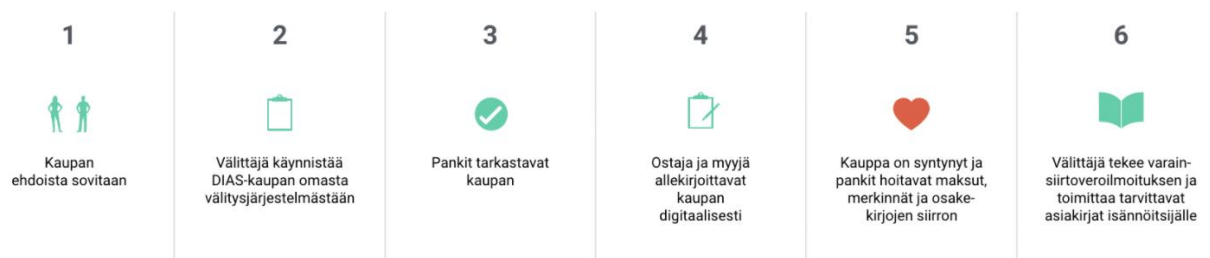 1
Kaupan
ehdoista sovitaan
2
Välittäjä käynnistää
DIAS-kaupan omasta
välitysjärjestelmästään
3
Pankit tarkastavat
kaupan
4
Ostaja ja myyjä
allekirjoittavat
kaupan
digitaalisesti
5
Kauppa on syntynyt ja
pankit hoitavat maksut,
merkinnät ja osake-
kirjojen siirron
6
Välittäjä tekee varain-
siirtoveroilmoituksen ja
toimittaa tarvittavat
asiakirjat isännöitsijälle